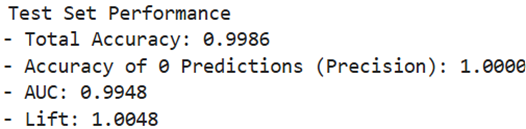 Test Set Performance
- Total Accuracy: 0.9986
- Accuracy of 0 Predictions (Precision): 1.0000
- AUC: 0.9948
- Lift: 1.0048